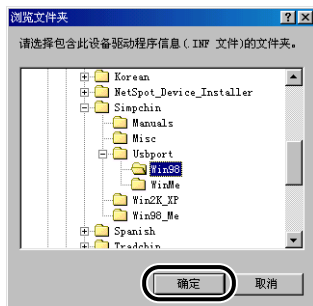 浏览文件夹
请选择包含此设备驱动程序信息(.INF 文件)的文件夹。
Korean
NetSpot_Device_Installer
Simpchin
Manuals
Misc
Usbport
Win98
WinMe
Win2K_XP
Win98_Me
Spanish
Tradchin
确定
取消